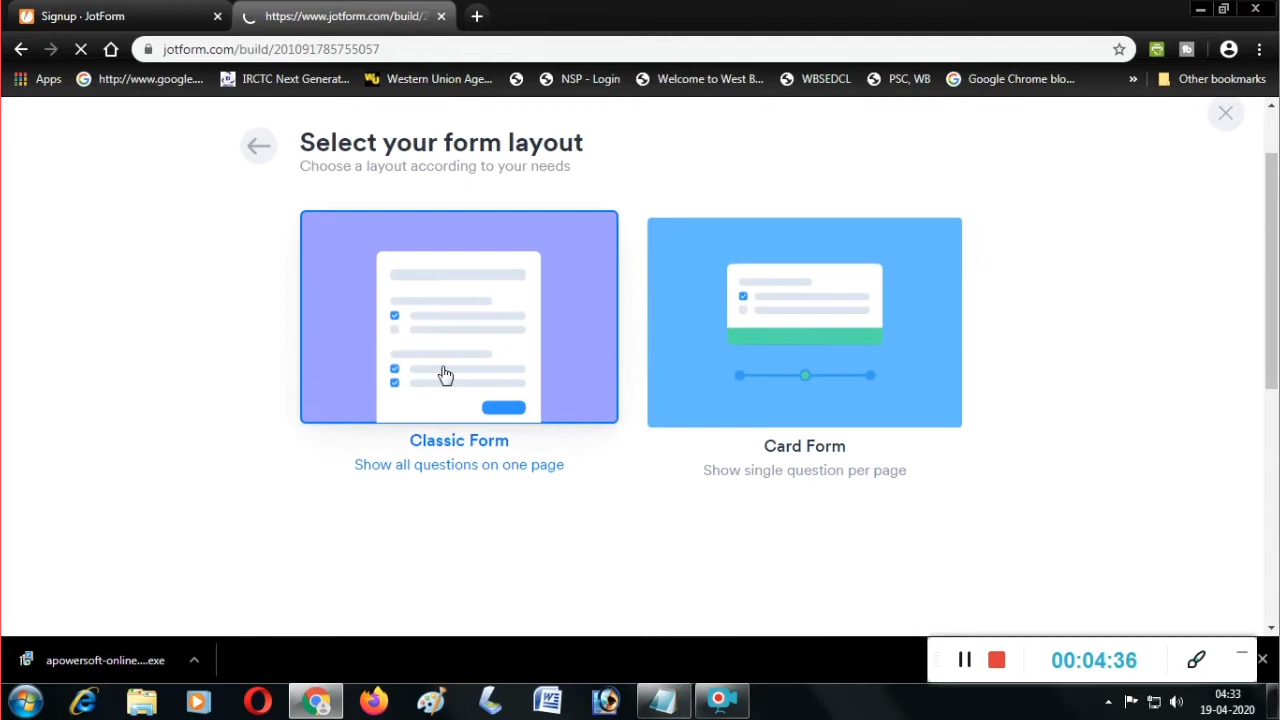 Signup · JotForm
https://www.jotform.com/build/2
jotform.com/build/201091785755057
Apps
http://www.google....
IRCTC Next Generat...
Western Union Age...
NSP - Login
Welcome to West B...
WBSEDCL
PSC, WB
Google Chrome blo...
»
Other bookmarks
Select your form layout
Choose a layout according to your needs
Classic Form
Show all questions on one page
Card Form
Show single question per page
apowersoft-online....exe
00:04:36
04:33
19-04-2020